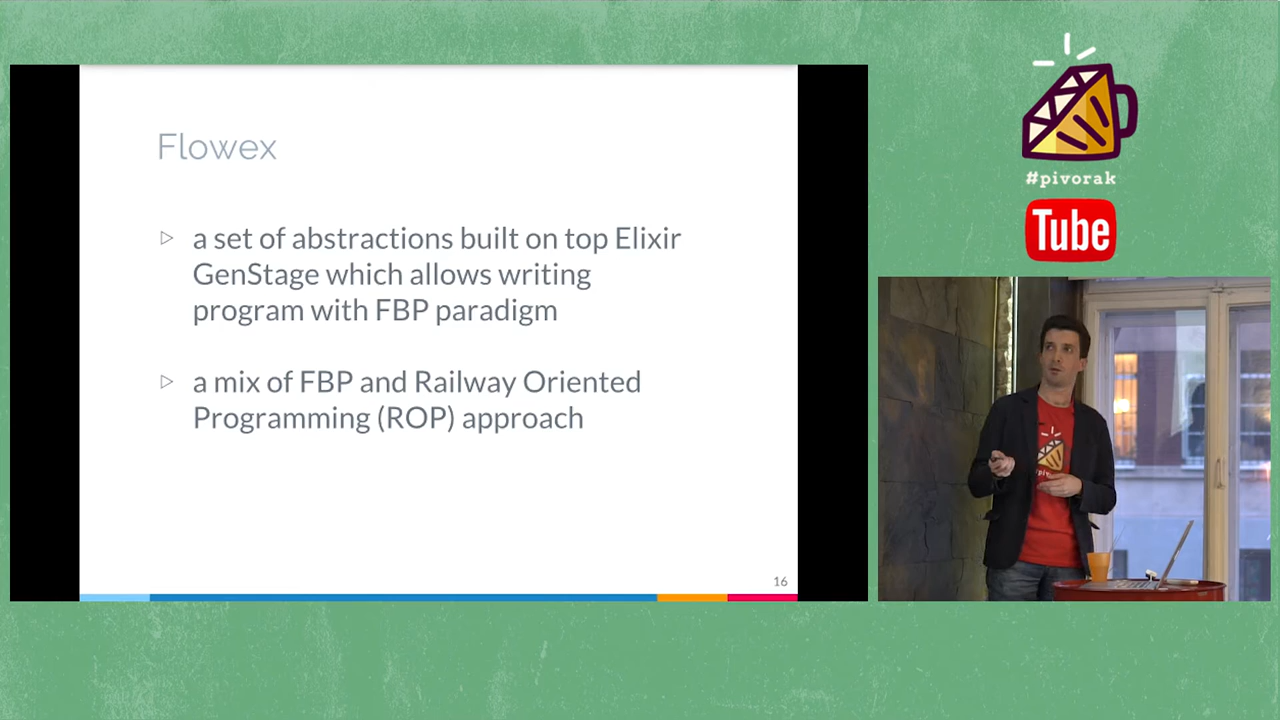 Flowex
a set of abstractions built on top Elixir
GenStage which allows writing
program with FBP paradigm
a mix of FBP and Railway Oriented
Programming (ROP) approach
16
#pivorak
Tube